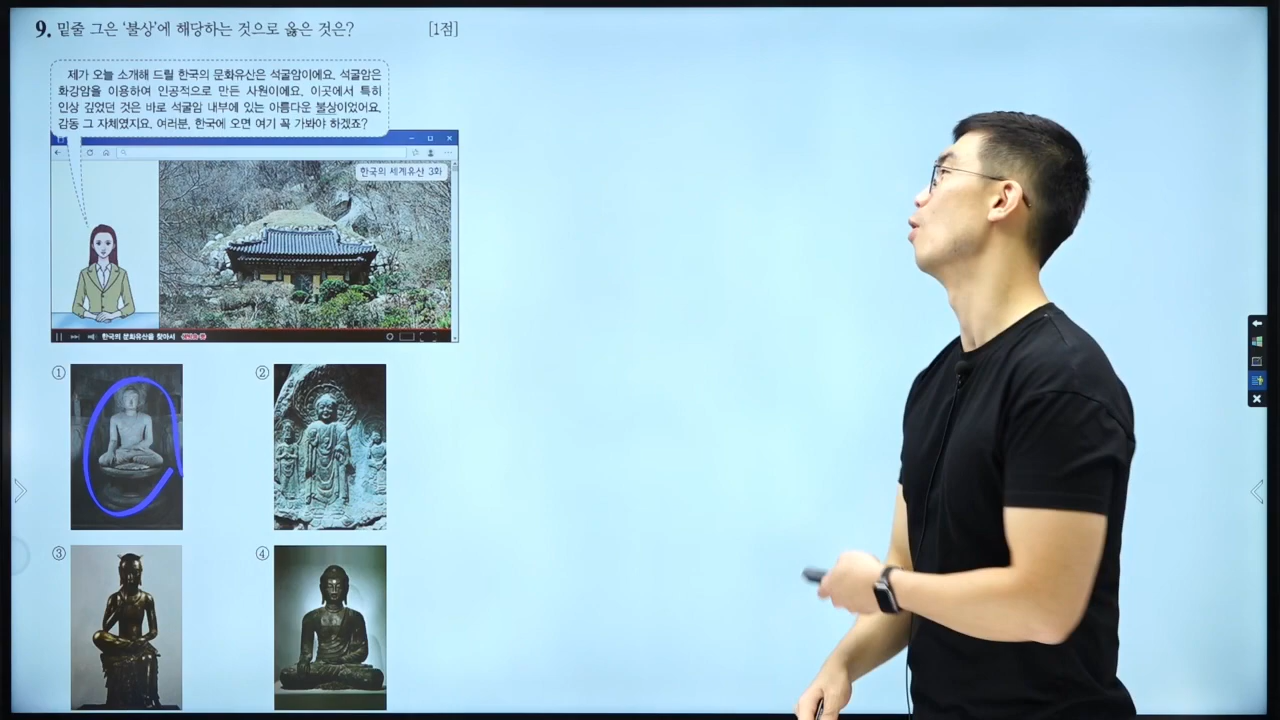 9. 밑줄 그은 '불상'에 해당하는 것으로 옳은 것은? [1점]
제가 오늘 소개해 드릴 한국의 문화유산은 석굴암이에요. 석굴암은
화강암을 이용하여 인공적으로 만든 사원이에요. 이곳에서 특히
인상 깊었던 것은 바로 석굴암 내부에 있는 아름다운 불상이었어요.
감동 그 자체였지요. 여러분, 한국에 오면 여기 꼭 가봐야 하겠죠?
한국의 세계유산 3화
한국의 문화유산을 찾아서
①
②
③
④